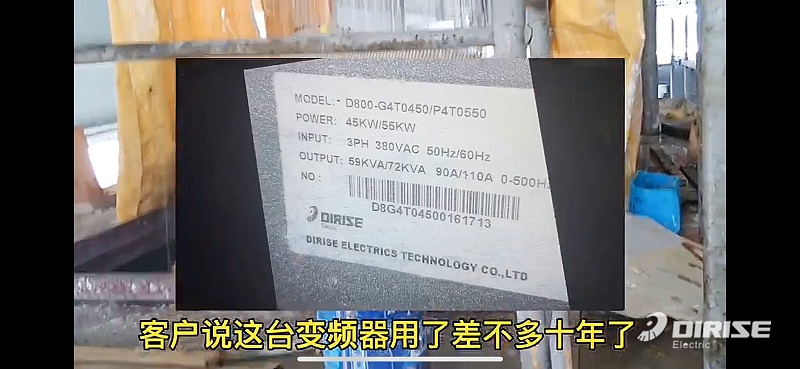 MODEL: D800-G4T0450/P4T0550
POWER: 45KW/55KW
INPUT: 3PH 380VAC 50Hz/60Hz
OUTPUT: 59KVA/72KVA 90A/110A 0-500H
NO:
D8G4T04500161713
DIRISE
DIRISE ELECTRICS TECHNOLOGY CO.,LTD
客户说这台变频器用了差不多十年了
DIRISE
Electric